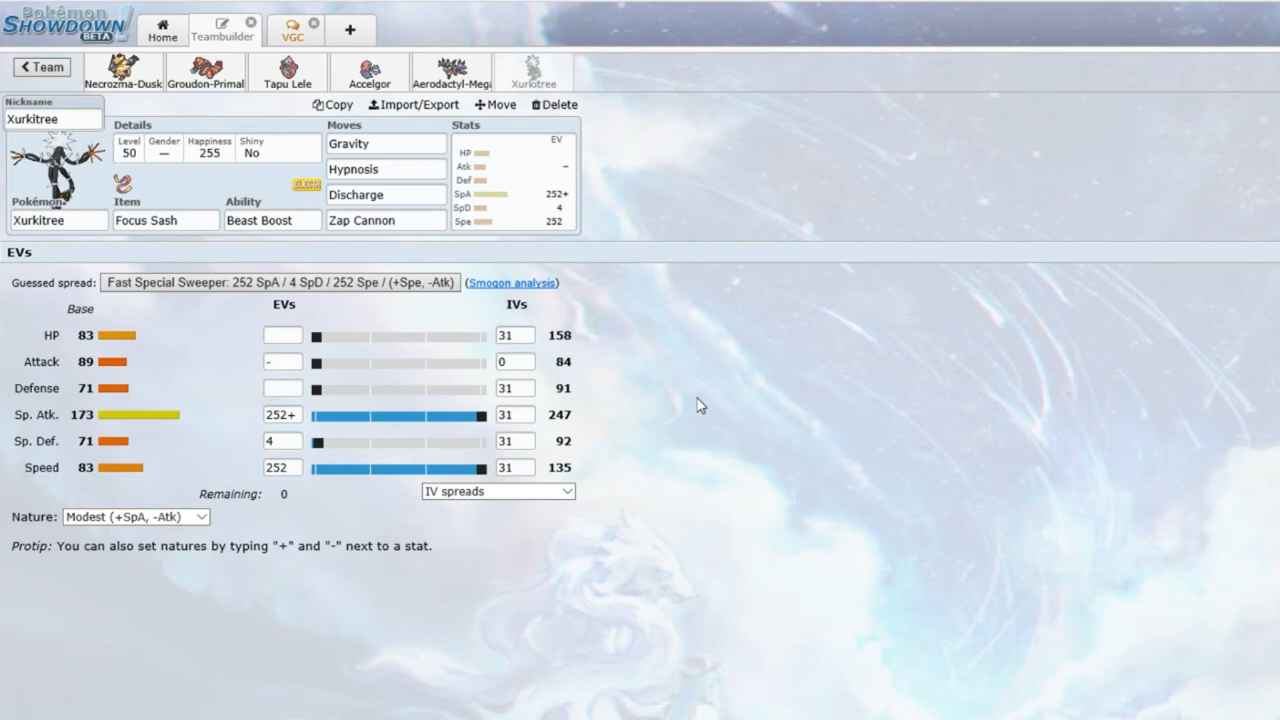 Pokémon
SHOWDOWN!
BETA
Home
Teambuilder
VGC
+
< Team
Necrozma-Dusk
Groudon-Primal
Tapu Lele
Accelgor
Aerodactyl-Mega
Xurkitree
Nickname
Xurkitree
Copy Import/Export Move Delete
Details
Level Gender Happiness Shiny
50 — 255 No
ELECTR
Pokémon Item Ability
Xurkitree Focus Sash Beast Boost
Moves
Gravity
Hypnosis
Discharge
Zap Cannon
Stats
EV
HP
Atk –
Def
SpA 252+
SpD 4
Spe 252
EVs
Guessed spread: Fast Special Sweeper: 252 SpA / 4 SpD / 252 Spe / (+Spe, -Atk) (Smogon analysis)
Base EVs IVs
HP 83 31 158
Attack 89 - 0 84
Defense 71 31 91
Sp. Atk. 173 252+ 31 247
Sp. Def. 71 4 31 92
Speed 83 252 31 135
Remaining: 0 IV spreads
Nature: Modest (+SpA, -Atk)
Protip: You can also set natures by typing "+" and "-" next to a stat.